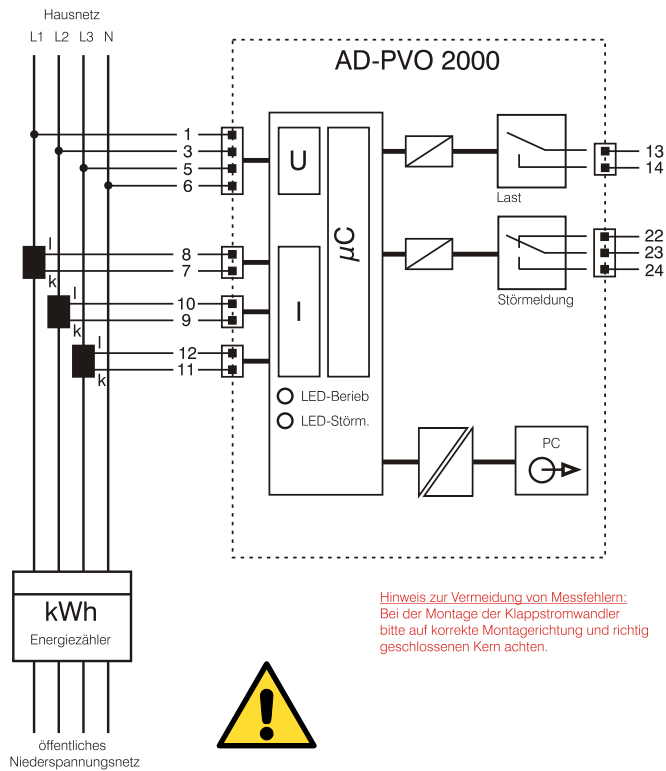 Hausnetz
L1 L2 L3 N
AD-PVO 2000
1
3
5
6
U
µC
13
14
Last
l
8
7
k
22
23
24
Störmeldung
l
10
9
k
I
l
12
11
k
LED-Berieb
LED-Störm.
PC
kWh
Energiezähler
Hinweis zur Vermeidung von Messfehlern:
Bei der Montage der Klappstromwandler
bitte auf korrekte Montagerichtung und richtig
geschlossenen Kern achten.
!
öffentliches
Niederspannungsnetz